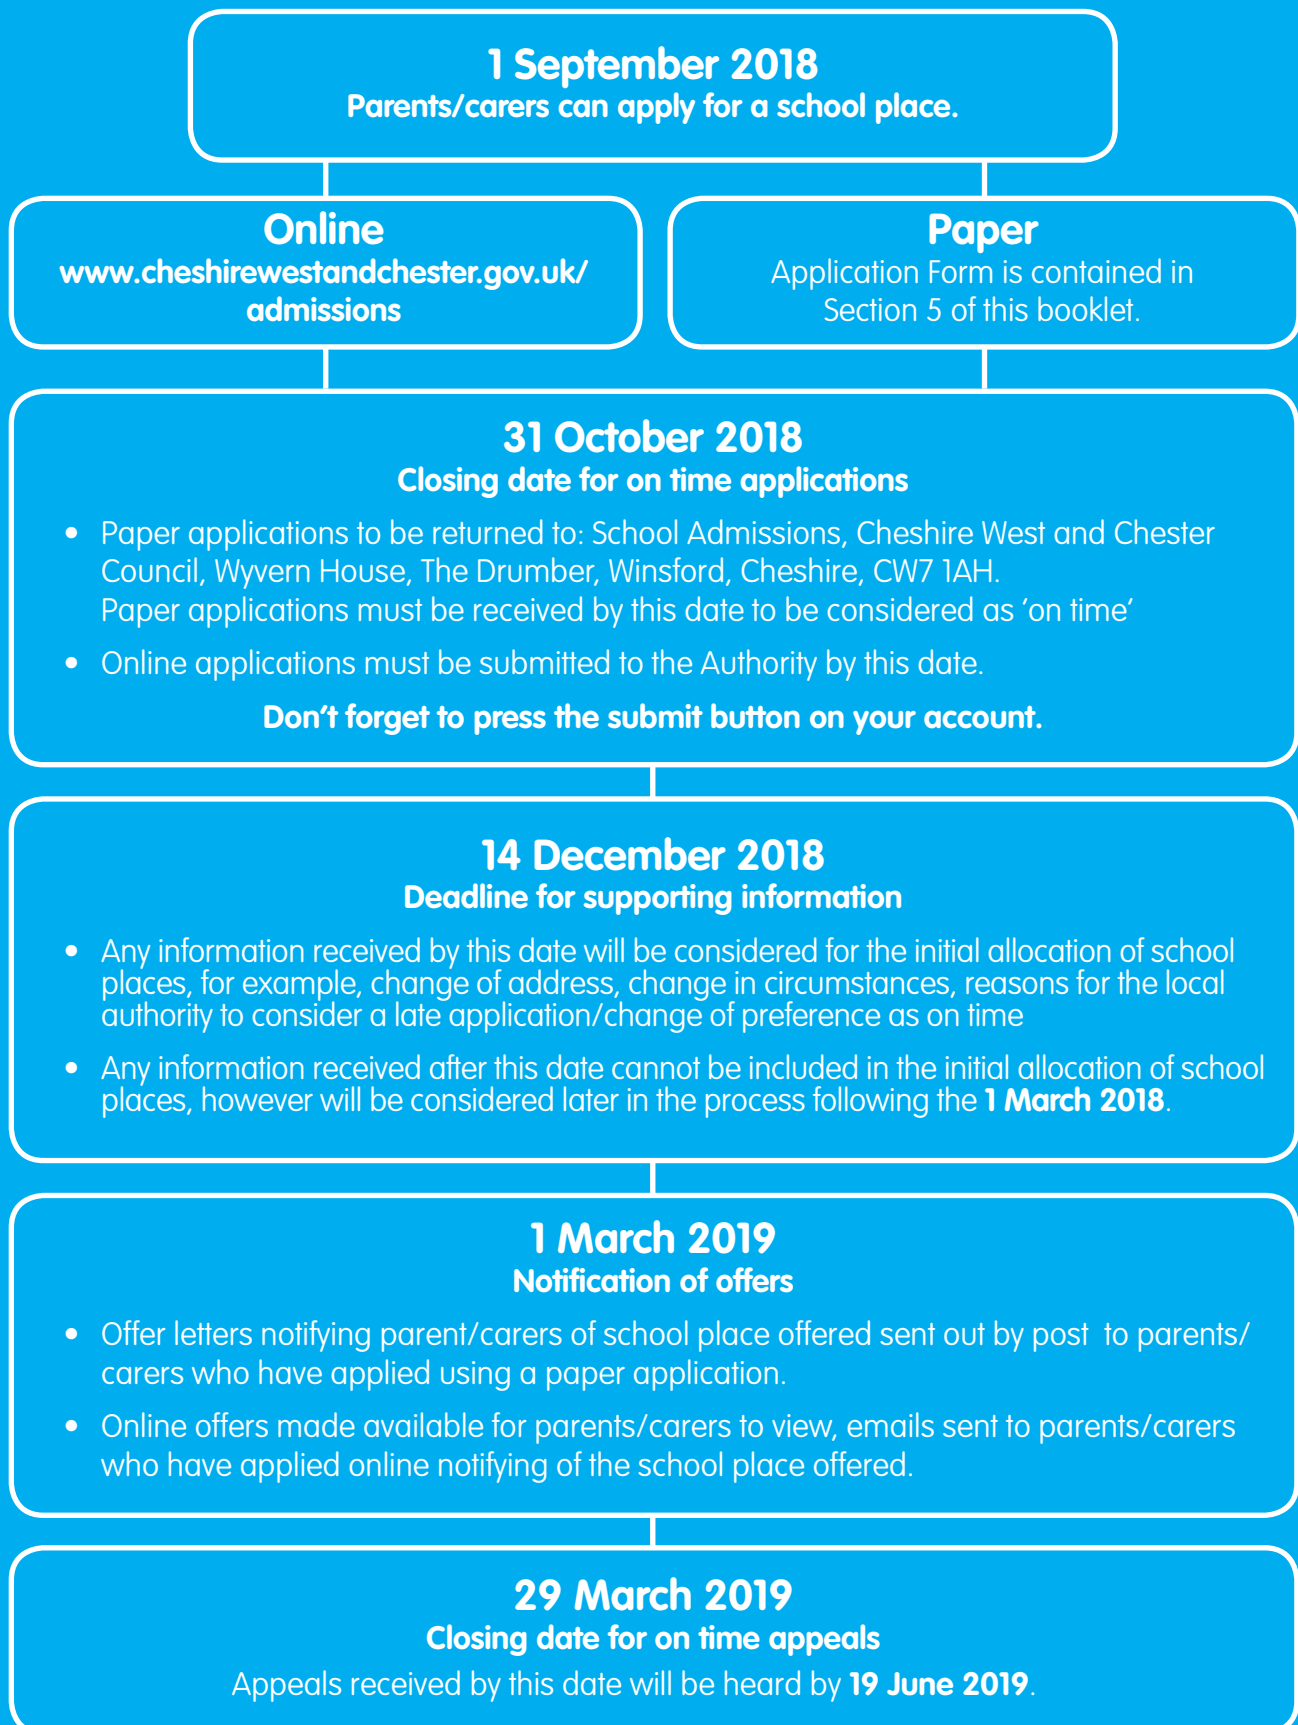 1 September 2018
Parents/carers can apply for a school place.
Online
www.cheshirewestandchester.gov.uk/
admissions
Paper
Application Form is contained in
Section 5 of this booklet.
31 October 2018
Closing date for on time applications
• Paper applications to be returned to: School Admissions, Cheshire West and Chester
Council, Wyvern House, The Drumber, Winsford, Cheshire, CW7 1AH.
Paper applications must be received by this date to be considered as ‘on time’
• Online applications must be submitted to the Authority by this date.
Don’t forget to press the submit button on your account.
14 December 2018
Deadline for supporting information
• Any information received by this date will be considered for the initial allocation of school
places, for example, change of address, change in circumstances, reasons for the local
authority to consider a late application/change of preference as on time
• Any information received after this date cannot be included in the initial allocation of school
places, however will be considered later in the process following the 1 March 2018.
1 March 2019
Notification of offers
• Offer letters notifying parent/carers of school place offered sent out by post to parents/
carers who have applied using a paper application.
• Online offers made available for parents/carers to view, emails sent to parents/carers
who have applied online notifying of the school place offered.
29 March 2019
Closing date for on time appeals
Appeals received by this date will be heard by 19 June 2019.